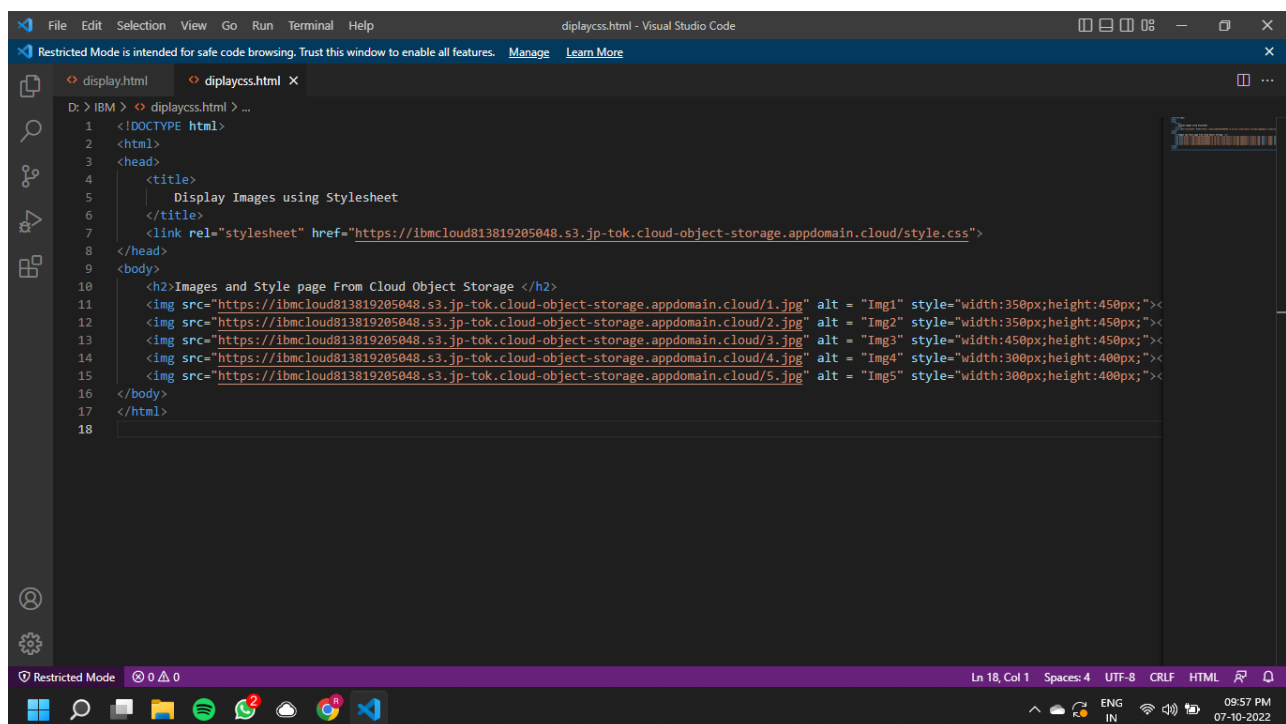 File Edit Selection View Go Run Terminal Help diplaycss.html - Visual Studio Code
Restricted Mode is intended for safe code browsing. Trust this window to enable all features. Manage Learn More
display.html diplaycss.html
D: > IBM > diplaycss.html > ...
1 <!DOCTYPE html>
2 <html>
3 <head>
4 <title>
5 Display Images using Stylesheet
6 </title>
7 <link rel="stylesheet" href="https://ibmcloud813819205048.s3.jp-tok.cloud-object-storage.appdomain.cloud/style.css">
8 </head>
9 <body>
10 <h2>Images and Style page From Cloud Object Storage </h2>
11 <img src="https://ibmcloud813819205048.s3.jp-tok.cloud-object-storage.appdomain.cloud/1.jpg" alt = "Img1" style="width:350px;height:450px;"><
12 <img src="https://ibmcloud813819205048.s3.jp-tok.cloud-object-storage.appdomain.cloud/2.jpg" alt = "Img2" style="width:350px;height:450px;"><
13 <img src="https://ibmcloud813819205048.s3.jp-tok.cloud-object-storage.appdomain.cloud/3.jpg" alt = "Img3" style="width:450px;height:450px;"><
14 <img src="https://ibmcloud813819205048.s3.jp-tok.cloud-object-storage.appdomain.cloud/4.jpg" alt = "Img4" style="width:300px;height:400px;"><
15 <img src="https://ibmcloud813819205048.s3.jp-tok.cloud-object-storage.appdomain.cloud/5.jpg" alt = "Img5" style="width:300px;height:400px;"><
16 </body>
17 </html>
18
Restricted Mode 0 0 Ln 18, Col 1 Spaces: 4 UTF-8 CRLF HTML
2 R ENG 09:57 PM
IN 07-10-2022